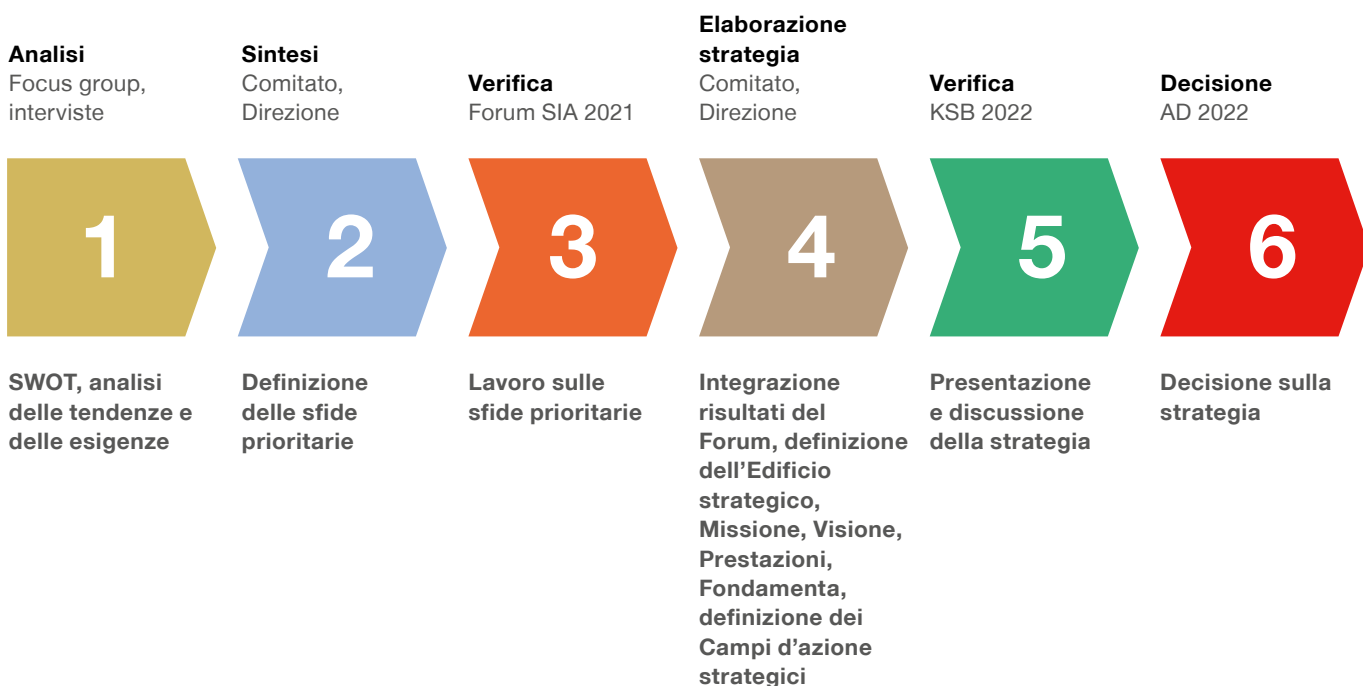 Analisi
Focus group,
interviste
Sintesi
Comitato,
Direzione
Verifica
Forum SIA 2021
Elaborazione
strategia
Comitato,
Direzione
Verifica
KSB 2022
Decisione
AD 2022
1
2
3
4
5
6
SWOT, analisi
delle tendenze e
delle esigenze
Definizione
delle sfide
prioritarie
Lavoro sulle
sfide prioritarie
Integrazione
risultati del
Forum, definizione
dell’Edificio
strategico,
Missione, Visione,
Prestazioni,
Fondamenta,
definizione dei
Campi d’azione
strategici
Presentazione
e discussione
della strategia
Decisione sulla
strategia